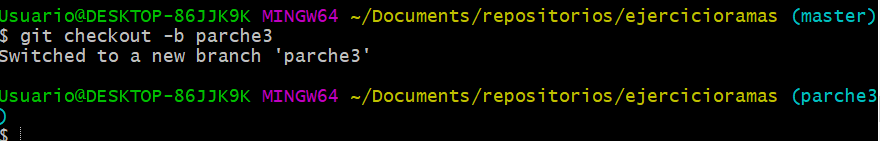 Usuario@DESKTOP-86JJK9K MINGW64 ~/Documents/repositorios/ejercicioramas (master)
$ git checkout -b parche3
Switched to a new branch 'parche3'
Usuario@DESKTOP-86JJK9K MINGW64 ~/Documents/repositorios/ejercicioramas (parche3
)
$